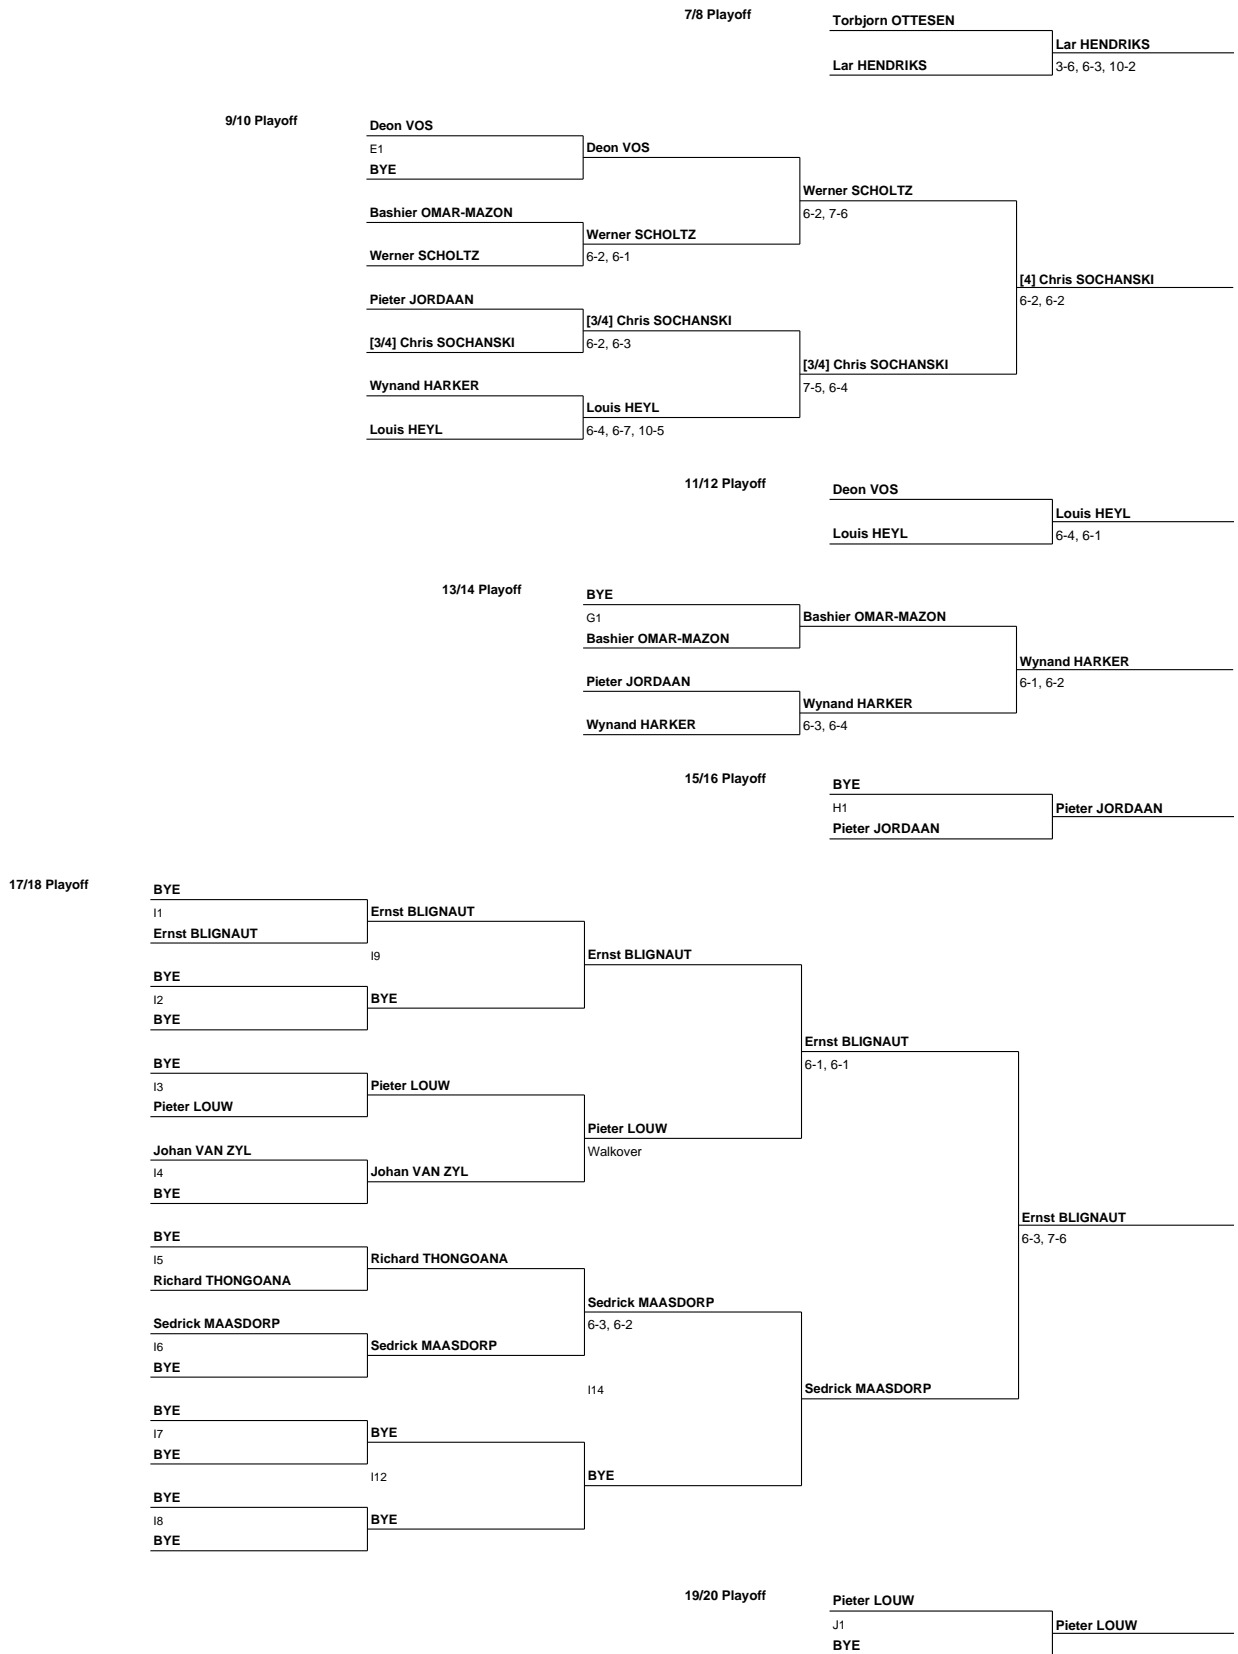 7/8 Playoff
Torbjorn OTTESEN
Lar HENDRIKS
Lar HENDRIKS
3-6, 6-3, 10-2
9/10 Playoff
Deon VOS
E1
BYE
Deon VOS
Bashier OMAR-MAZON
Werner SCHOLTZ
Werner SCHOLTZ
6-2, 6-1
Werner SCHOLTZ
6-2, 7-6
Pieter JORDAAN
[3/4] Chris SOCHANSKI
[3/4] Chris SOCHANSKI
6-2, 6-3
Wynand HARKER
Louis HEYL
Louis HEYL
6-4, 6-7, 10-5
[3/4] Chris SOCHANSKI
7-5, 6-4
[4] Chris SOCHANSKI
6-2, 6-2
11/12 Playoff
Deon VOS
Louis HEYL
Louis HEYL
6-4, 6-1
13/14 Playoff
BYE
G1
Bashier OMAR-MAZON
Bashier OMAR-MAZON
Pieter JORDAAN
Wynand HARKER
Wynand HARKER
6-3, 6-4
Wynand HARKER
6-1, 6-2
15/16 Playoff
BYE
H1
Pieter JORDAAN
Pieter JORDAAN
17/18 Playoff
BYE
I1
Ernst BLIGNAUT
Ernst BLIGNAUT
I9
BYE
I2
BYE
BYE
Ernst BLIGNAUT
BYE
I3
Pieter LOUW
Pieter LOUW
Johan VAN ZYL
I4
BYE
Johan VAN ZYL
Pieter LOUW
Walkover
Ernst BLIGNAUT
6-1, 6-1
BYE
I5
Richard THONGOANA
Richard THONGOANA
Sedrick MAASDORP
I6
BYE
Sedrick MAASDORP
Sedrick MAASDORP
6-3, 6-2
I14
BYE
I7
BYE
BYE
I12
BYE
I8
BYE
BYE
BYE
Sedrick MAASDORP
Ernst BLIGNAUT
6-3, 7-6
19/20 Playoff
Pieter LOUW
J1
BYE
Pieter LOUW